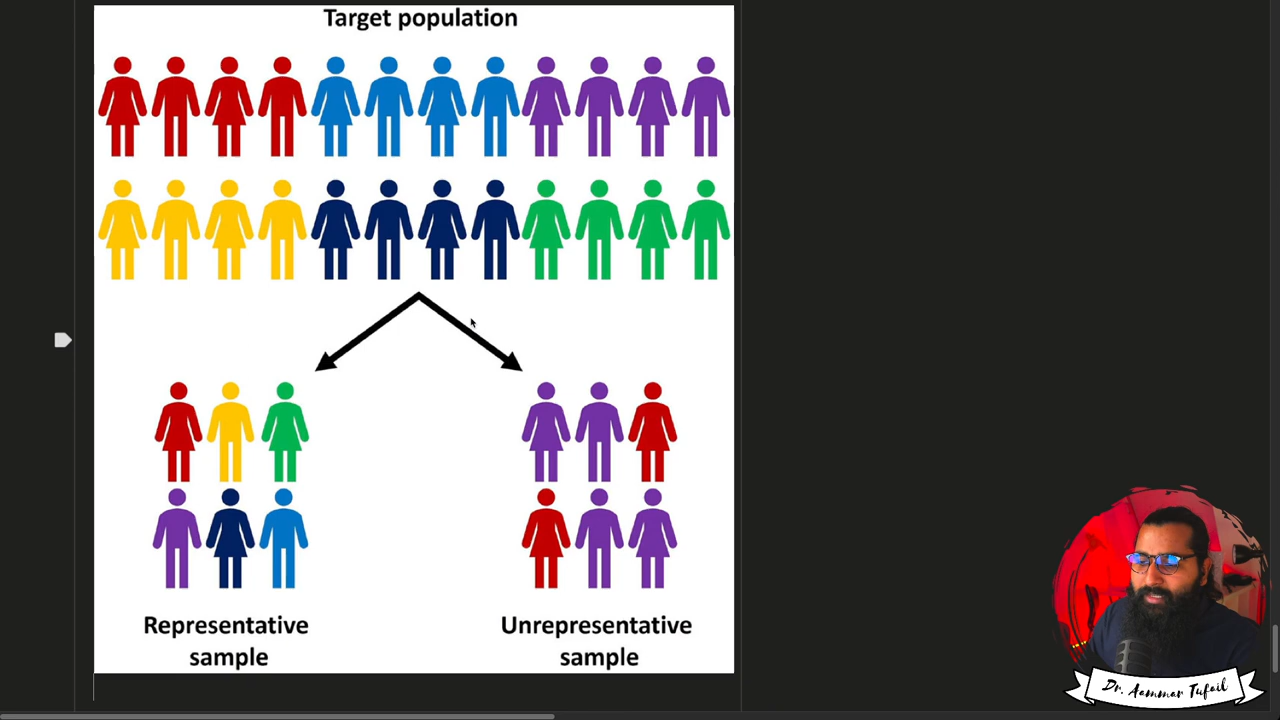 Target population
Representative
sample
Unrepresentative
sample
Dr. Aammar Tufail